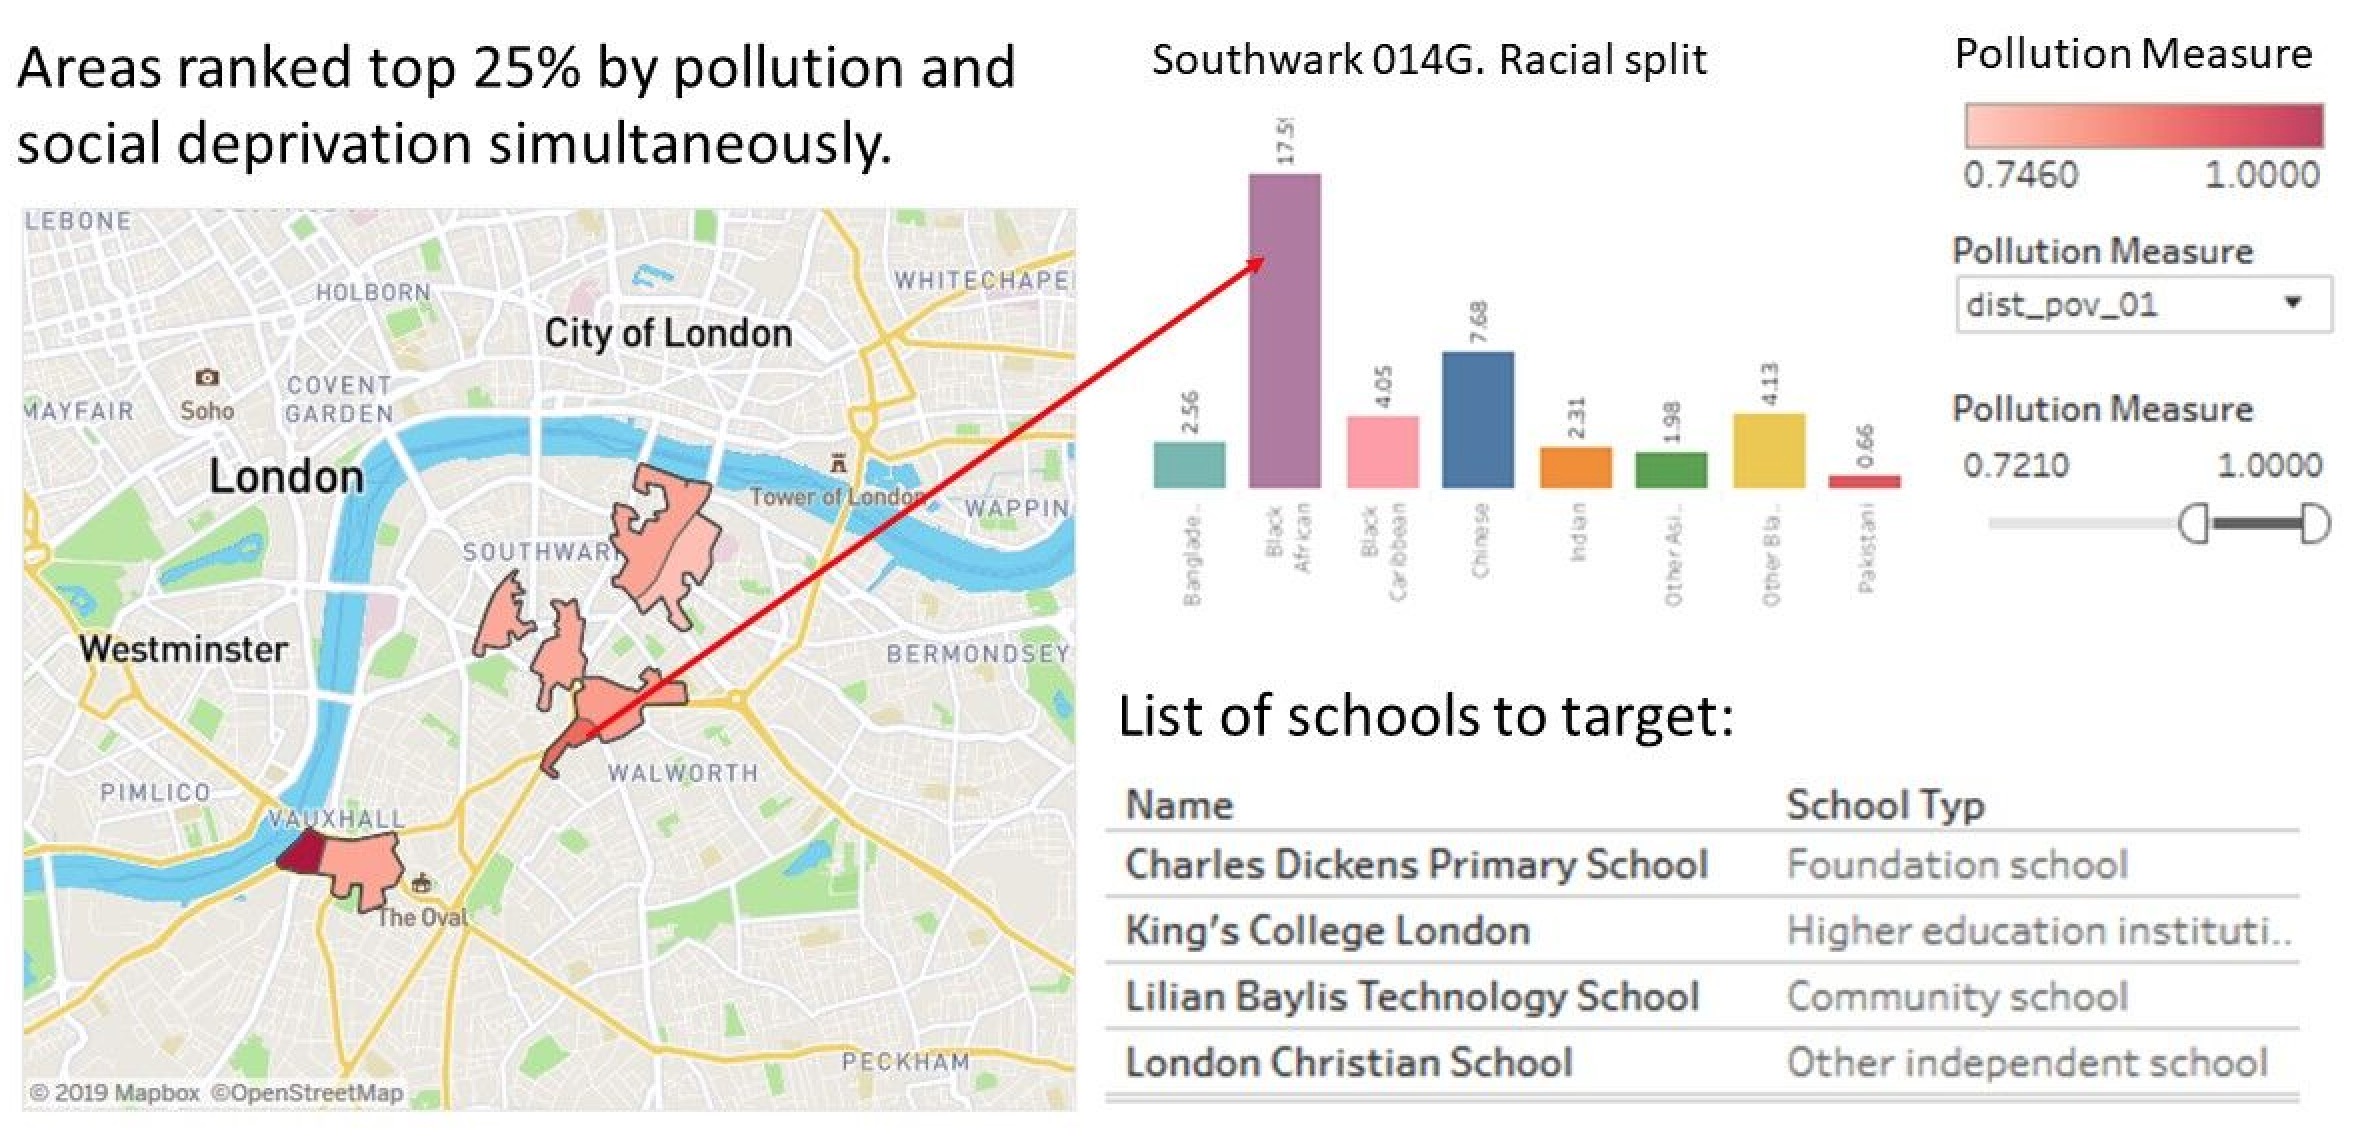 Areas ranked top 25% by pollution and
social deprivation simultaneously.
LEBONE
HOLBORN
WHITECHAPE
City of London
COVENT
GARDEN
MAYFAIR
Soho
London
Tower of London
WAPPIN
SOUTHWAR
Westminster
BERMONDSEY
WALWORTH
PIMLICO
VAUXHALL
The Oval
PECKHAM
© 2019 Mapbox ©OpenStreetMap
Southwark 014G. Racial split
2.56
17.5
4.05
7.68
2.31
1.98
4.13
0.66
Banglade..
Black
African
Black
Caribbean
Chinese
Indian
Other Asi..
Other Bla..
Pakistani
Pollution Measure
0.7460 1.0000
Pollution Measure
dist_pov_01
Pollution Measure
0.7210 1.0000
List of schools to target:
Name School Typ
Charles Dickens Primary School Foundation school
King's College London Higher education instituti..
Lilian Baylis Technology School Community school
London Christian School Other independent school